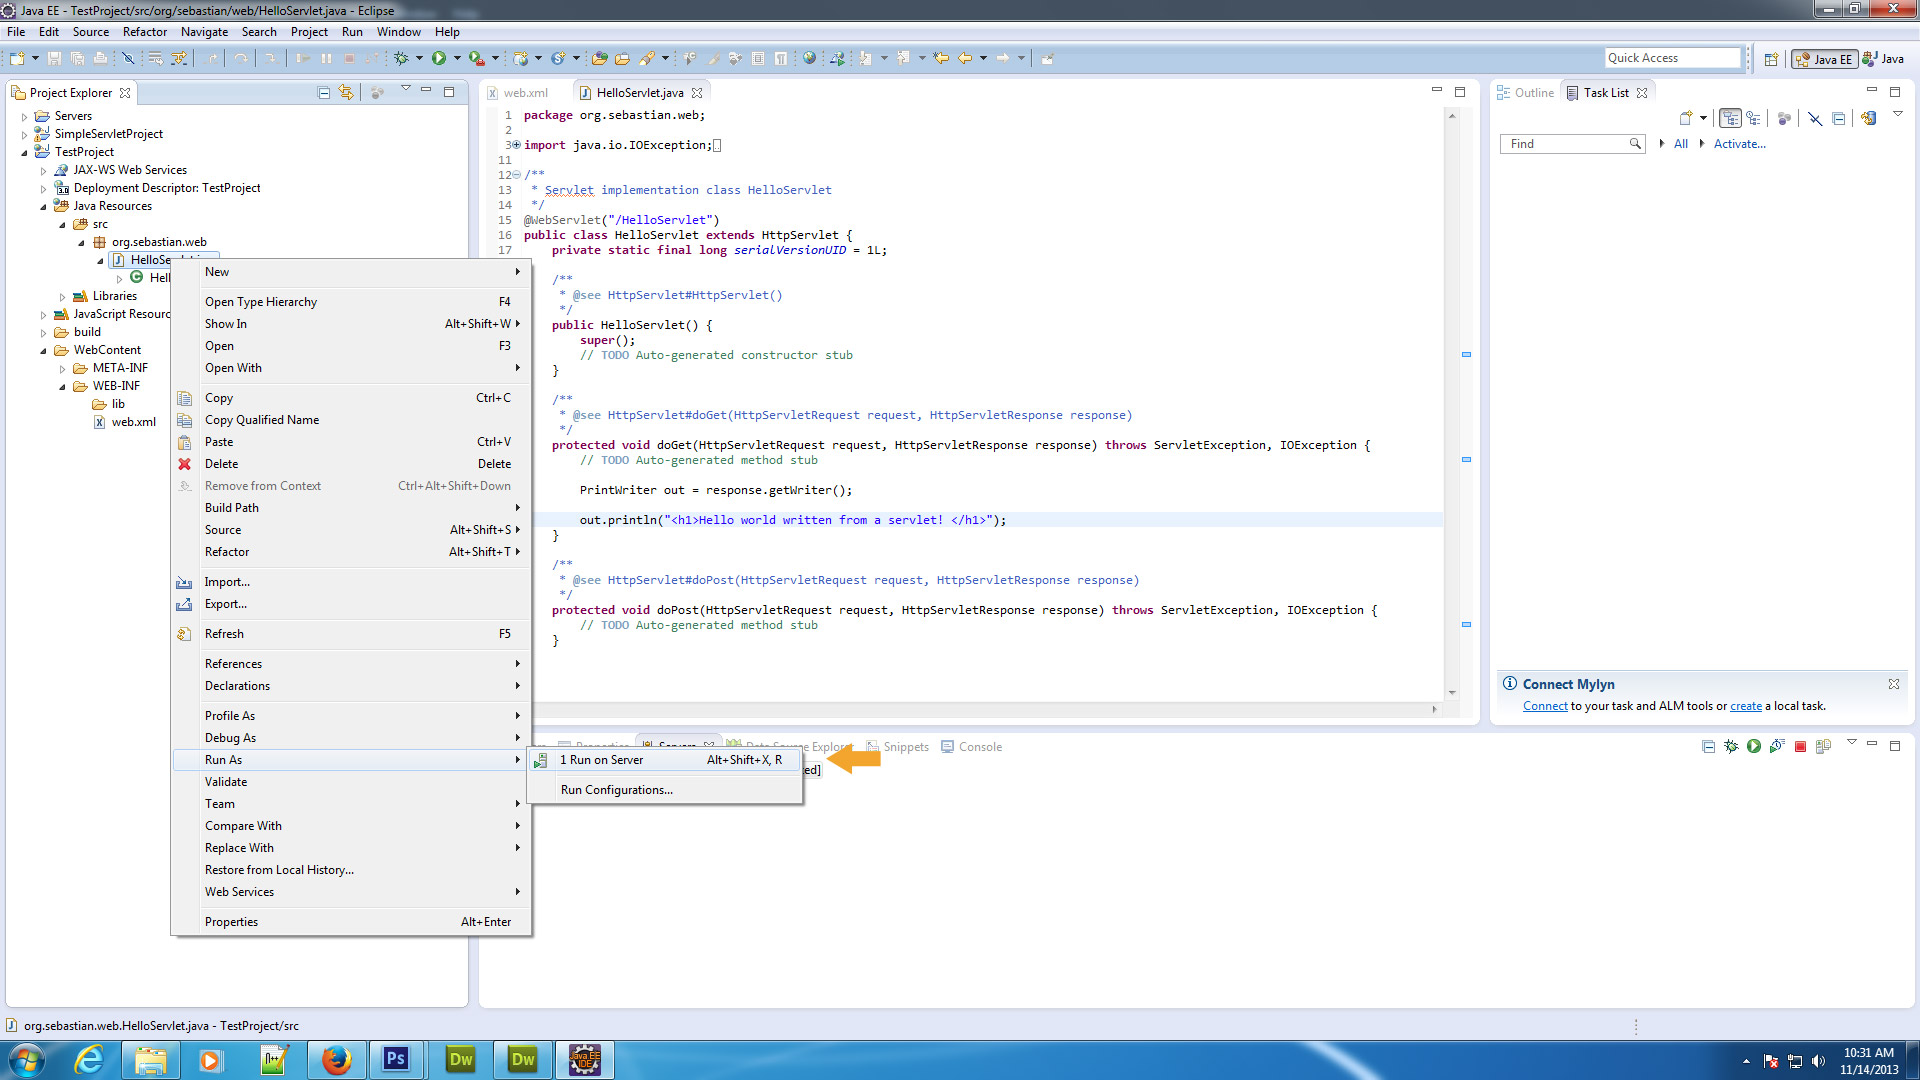 Java EE - TestProject/src/org/sebastian/web/HelloServlet.java - Eclipse
File Edit Source Refactor Navigate Search Project Run Window Help
Quick Access
Java EE
Java
Project Explorer
Servers
SimpleServletProject
TestProject
JAX-WS Web Services
Deployment Descriptor: TestProject
Java Resources
src
org.sebastian.web
Libraries
build
WebContent
META-INF
WEB-INF
lib
web.xml
New
Open Type Hierarchy F4
Show In Alt+Shift+W
Open F3
Open With
Copy Ctrl+C
Copy Qualified Name
Paste Ctrl+V
Delete Delete
Remove from Context Ctrl+Alt+Shift+Down
Build Path
Source Alt+Shift+S
Refactor Alt+Shift+T
Import...
Export...
Refresh F5
References
Declarations
Profile As
Debug As
Run As
Validate
Team
Compare With
Replace With
Restore from Local History...
Web Services
Properties Alt+Enter
1 Run on Server Alt+Shift+X, R
Run Configurations...
web.xml
HelloServlet.java
1 package org.sebastian.web;
2
3 import java.io.IOException;
11
12 /**
13 * Servlet implementation class HelloServlet
14 */
15 @WebServlet("/HelloServlet")
16 public class HelloServlet extends HttpServlet {
17 private static final long serialVersionUID = 1L;
/**
* @see HttpServlet#HttpServlet()
*/
public HelloServlet() {
super();
// TODO Auto-generated constructor stub
}
/**
* @see HttpServlet#doGet(HttpServletRequest request, HttpServletResponse response)
*/
protected void doGet(HttpServletRequest request, HttpServletResponse response) throws ServletException, IOException {
// TODO Auto-generated method stub
PrintWriter out = response.getWriter();
out.println("<h1>Hello world written from a servlet! </h1>");
}
/**
* @see HttpServlet#doPost(HttpServletRequest request, HttpServletResponse response)
*/
protected void doPost(HttpServletRequest request, HttpServletResponse response) throws ServletException, IOException {
// TODO Auto-generated method stub
}
Properties
Servers
Data Source Explorer
Snippets
Console
Outline
Task List
Find
All
Activate...
Connect Mylyn
Connect to your task and ALM tools or create a local task.
org.sebastian.web.HelloServlet.java - TestProject/src
Ps
Dw
Dw
Java EE
IDE
10:31 AM
11/14/2013